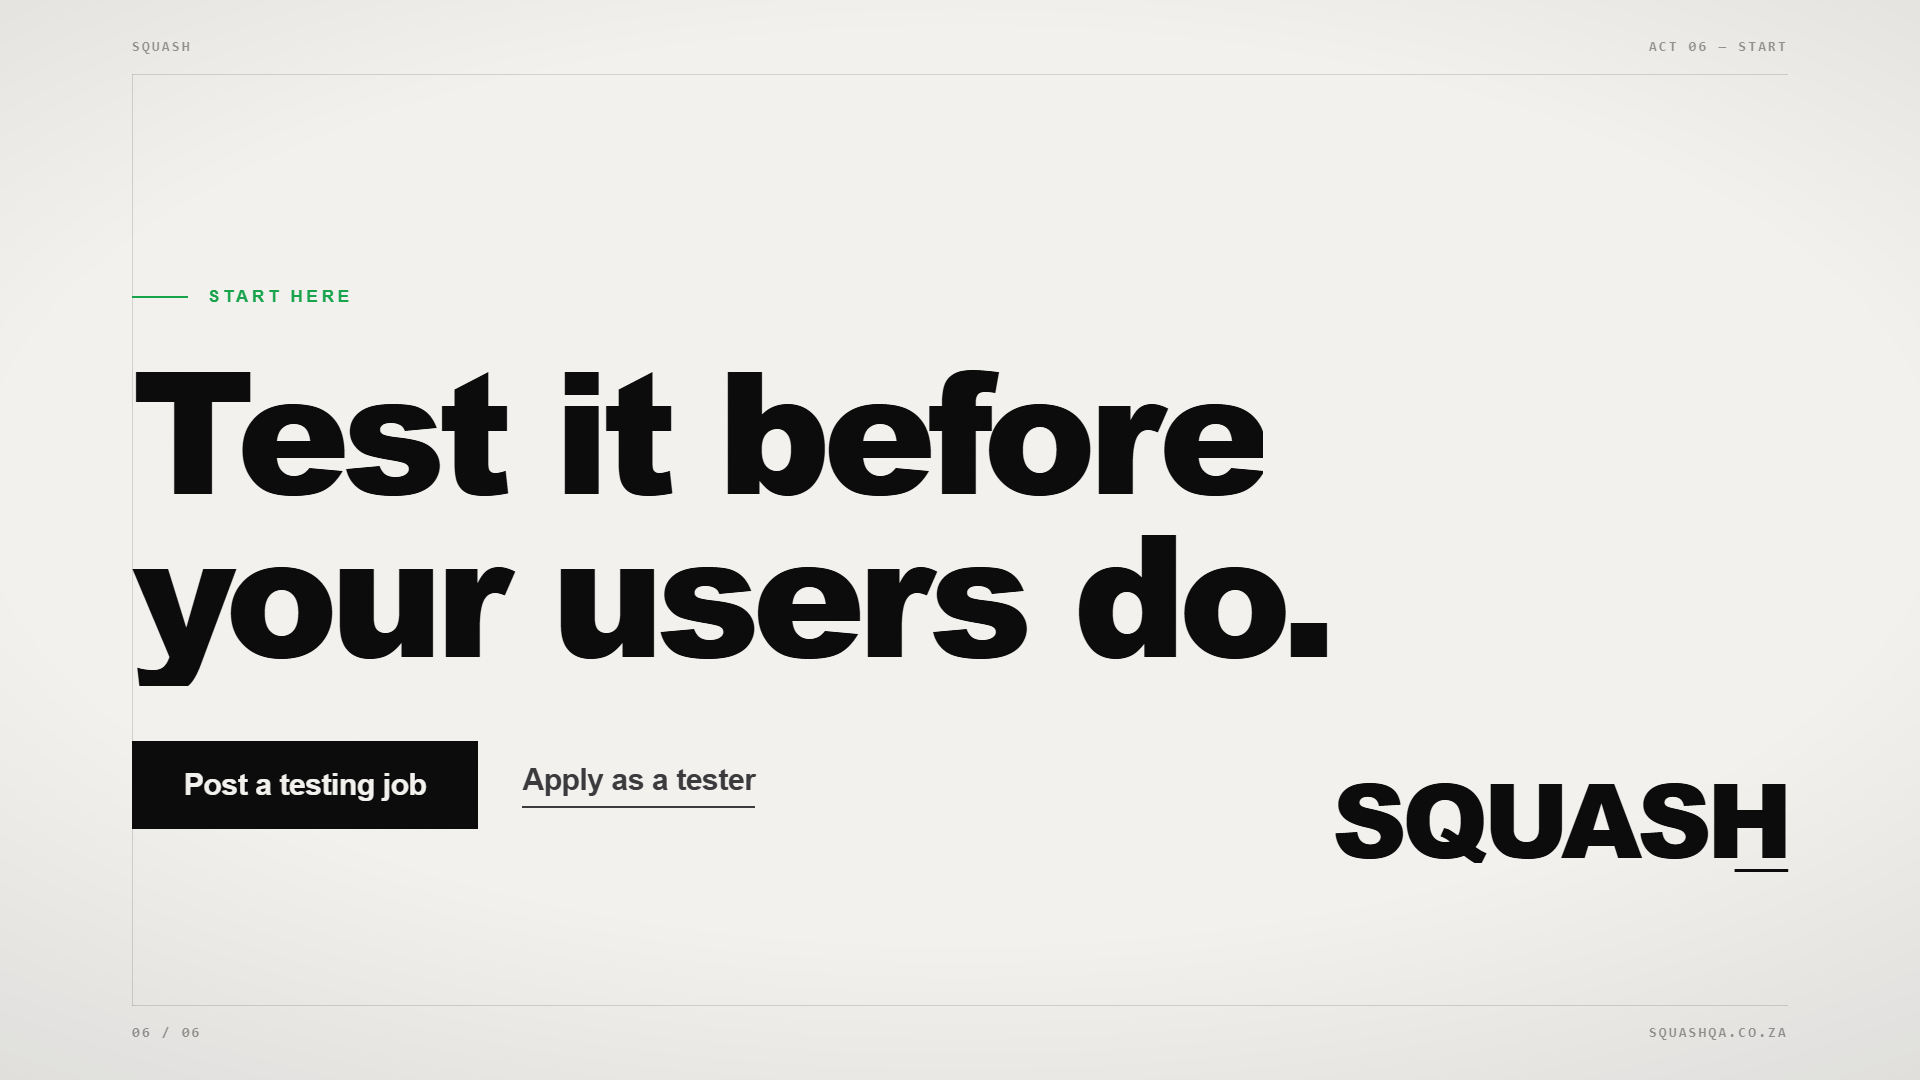 SQUASH
ACT 06 — START
START HERE
Test it before
your users do.
Post a testing job
Apply as a tester
SQUASH
06 / 06
SQUASHQA.CO.ZA